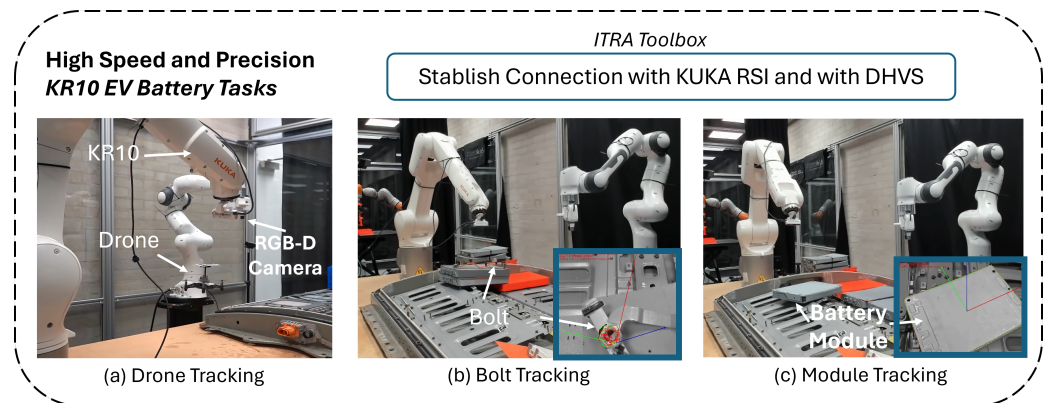 High Speed and Precision
KR10 EV Battery Tasks
ITRA Toolbox
Stablish Connection with KUKA RSI and with DHVS
KR10
KUKA
Drone
RGB-D
Camera
Bolt
Battery
Module
(a) Drone Tracking
(b) Bolt Tracking
(c) Module Tracking